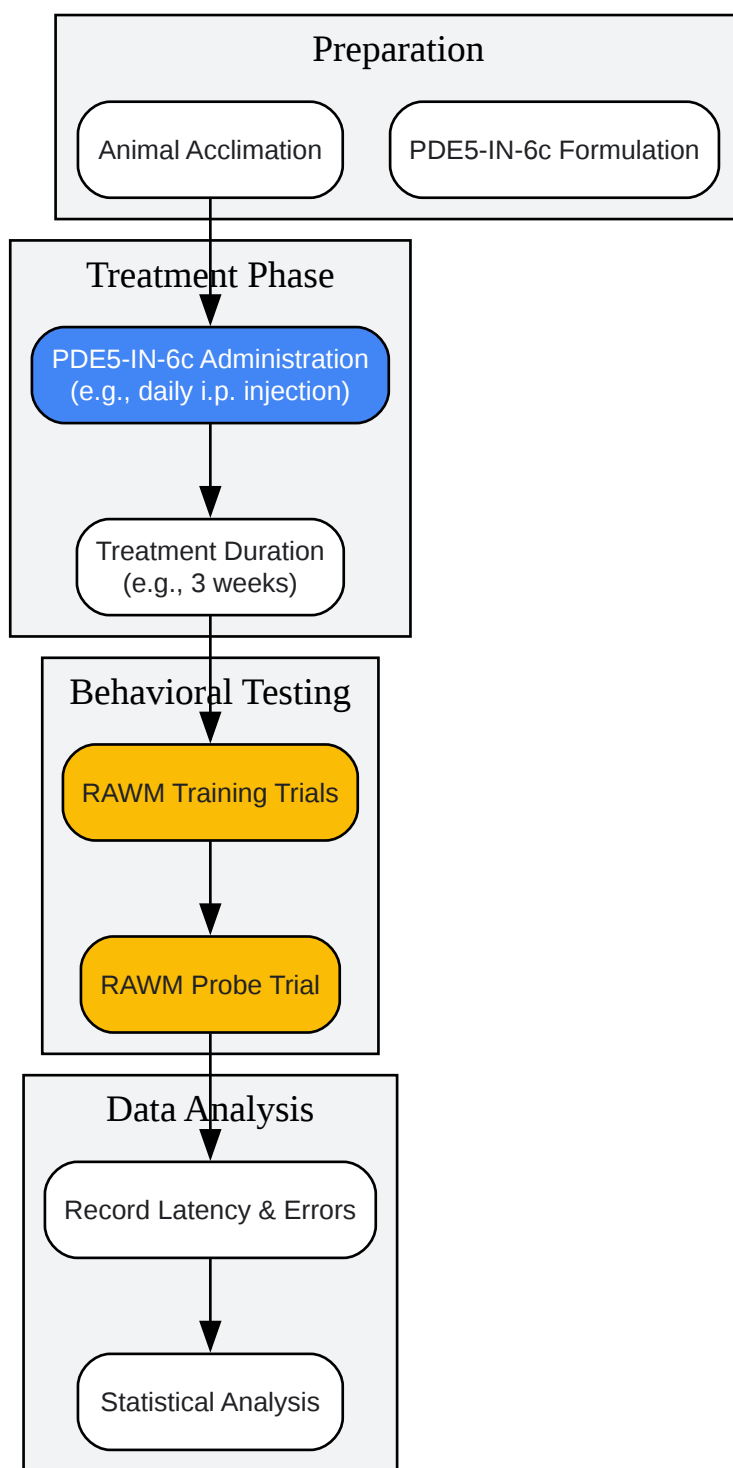 Preparation
Animal Acclimation
PDE5-IN-6c Formulation
Treatment Phase
PDE5-IN-6c Administration
(e.g., daily i.p. injection)
Treatment Duration
(e.g., 3 weeks)
Behavioral Testing
RAWM Training Trials
RAWM Probe Trial
Data Analysis
Record Latency & Errors
Statistical Analysis